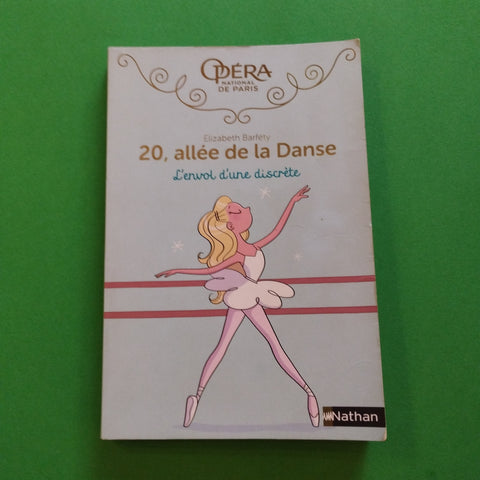 OPÉRA
NATIONAL
DE PARIS
Elizabeth Barféty
20, allée de la Danse
L'envol d'une discrète
Nathan